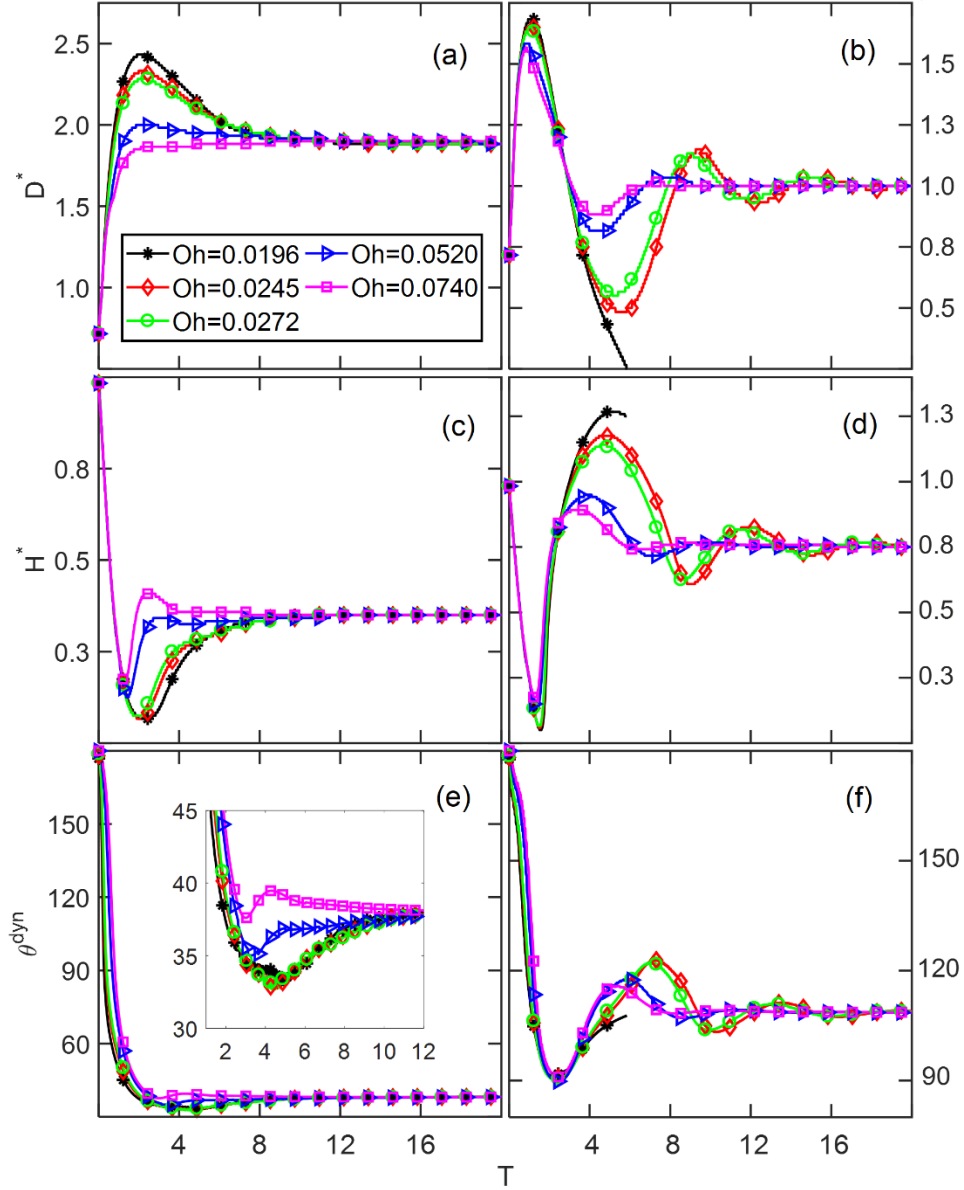 (a)
2.5
2.0
1.5
1.0
D*
Oh=0.0196
Oh=0.0245
Oh=0.0272
Oh=0.0520
Oh=0.0740
(b)
1.5
1.3
1.0
0.8
0.5
(c)
0.8
0.5
0.3
H*
(d)
1.3
1.0
0.8
0.5
0.3
(e)
150
120
90
60
θdyn
45
40
35
30
2 4 6 8 10 12
4 8 12 16
(f)
150
120
90
4 8 12 16
T